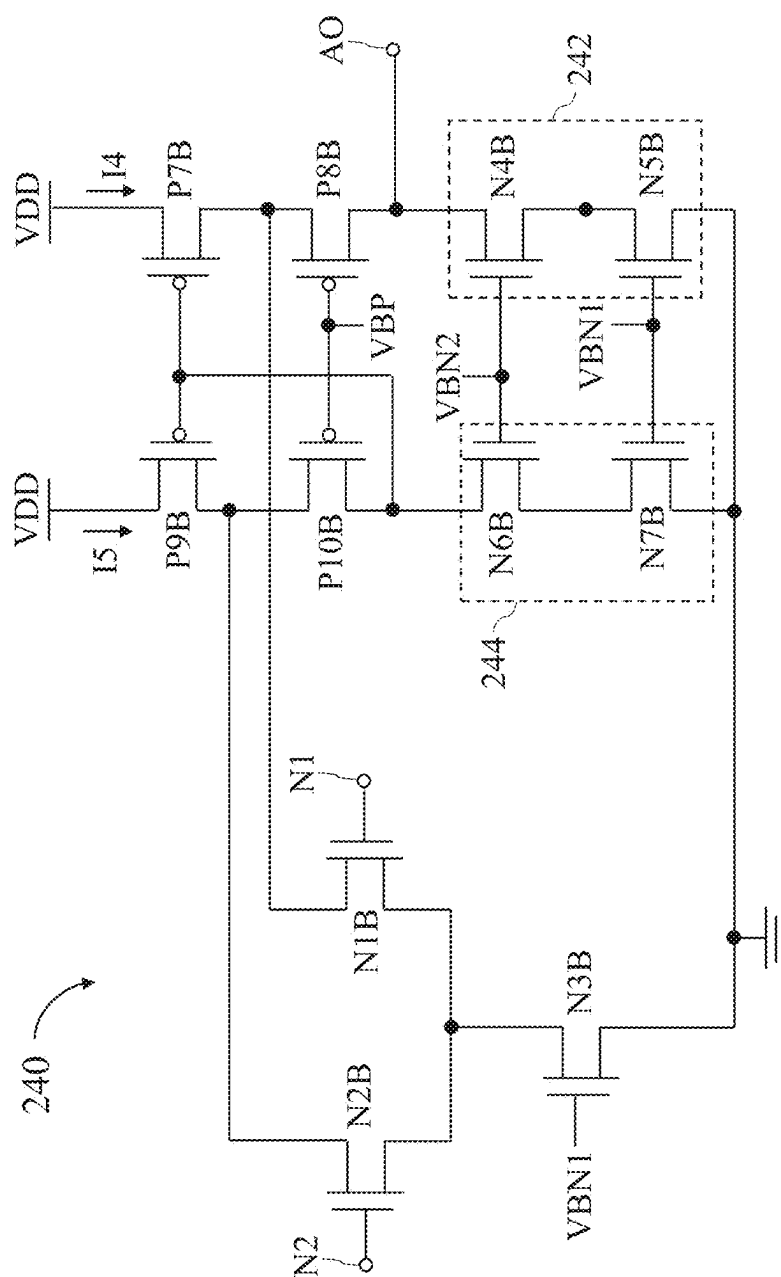 VDD
VDD
I5
I4
P9B
P7B
AO
P10B
P8B
VBP
VBN2
242
N6B
N4B
VBN1
N7B
N5B
244
N1
N1B
240
N2B
N2
N3B
VBN1